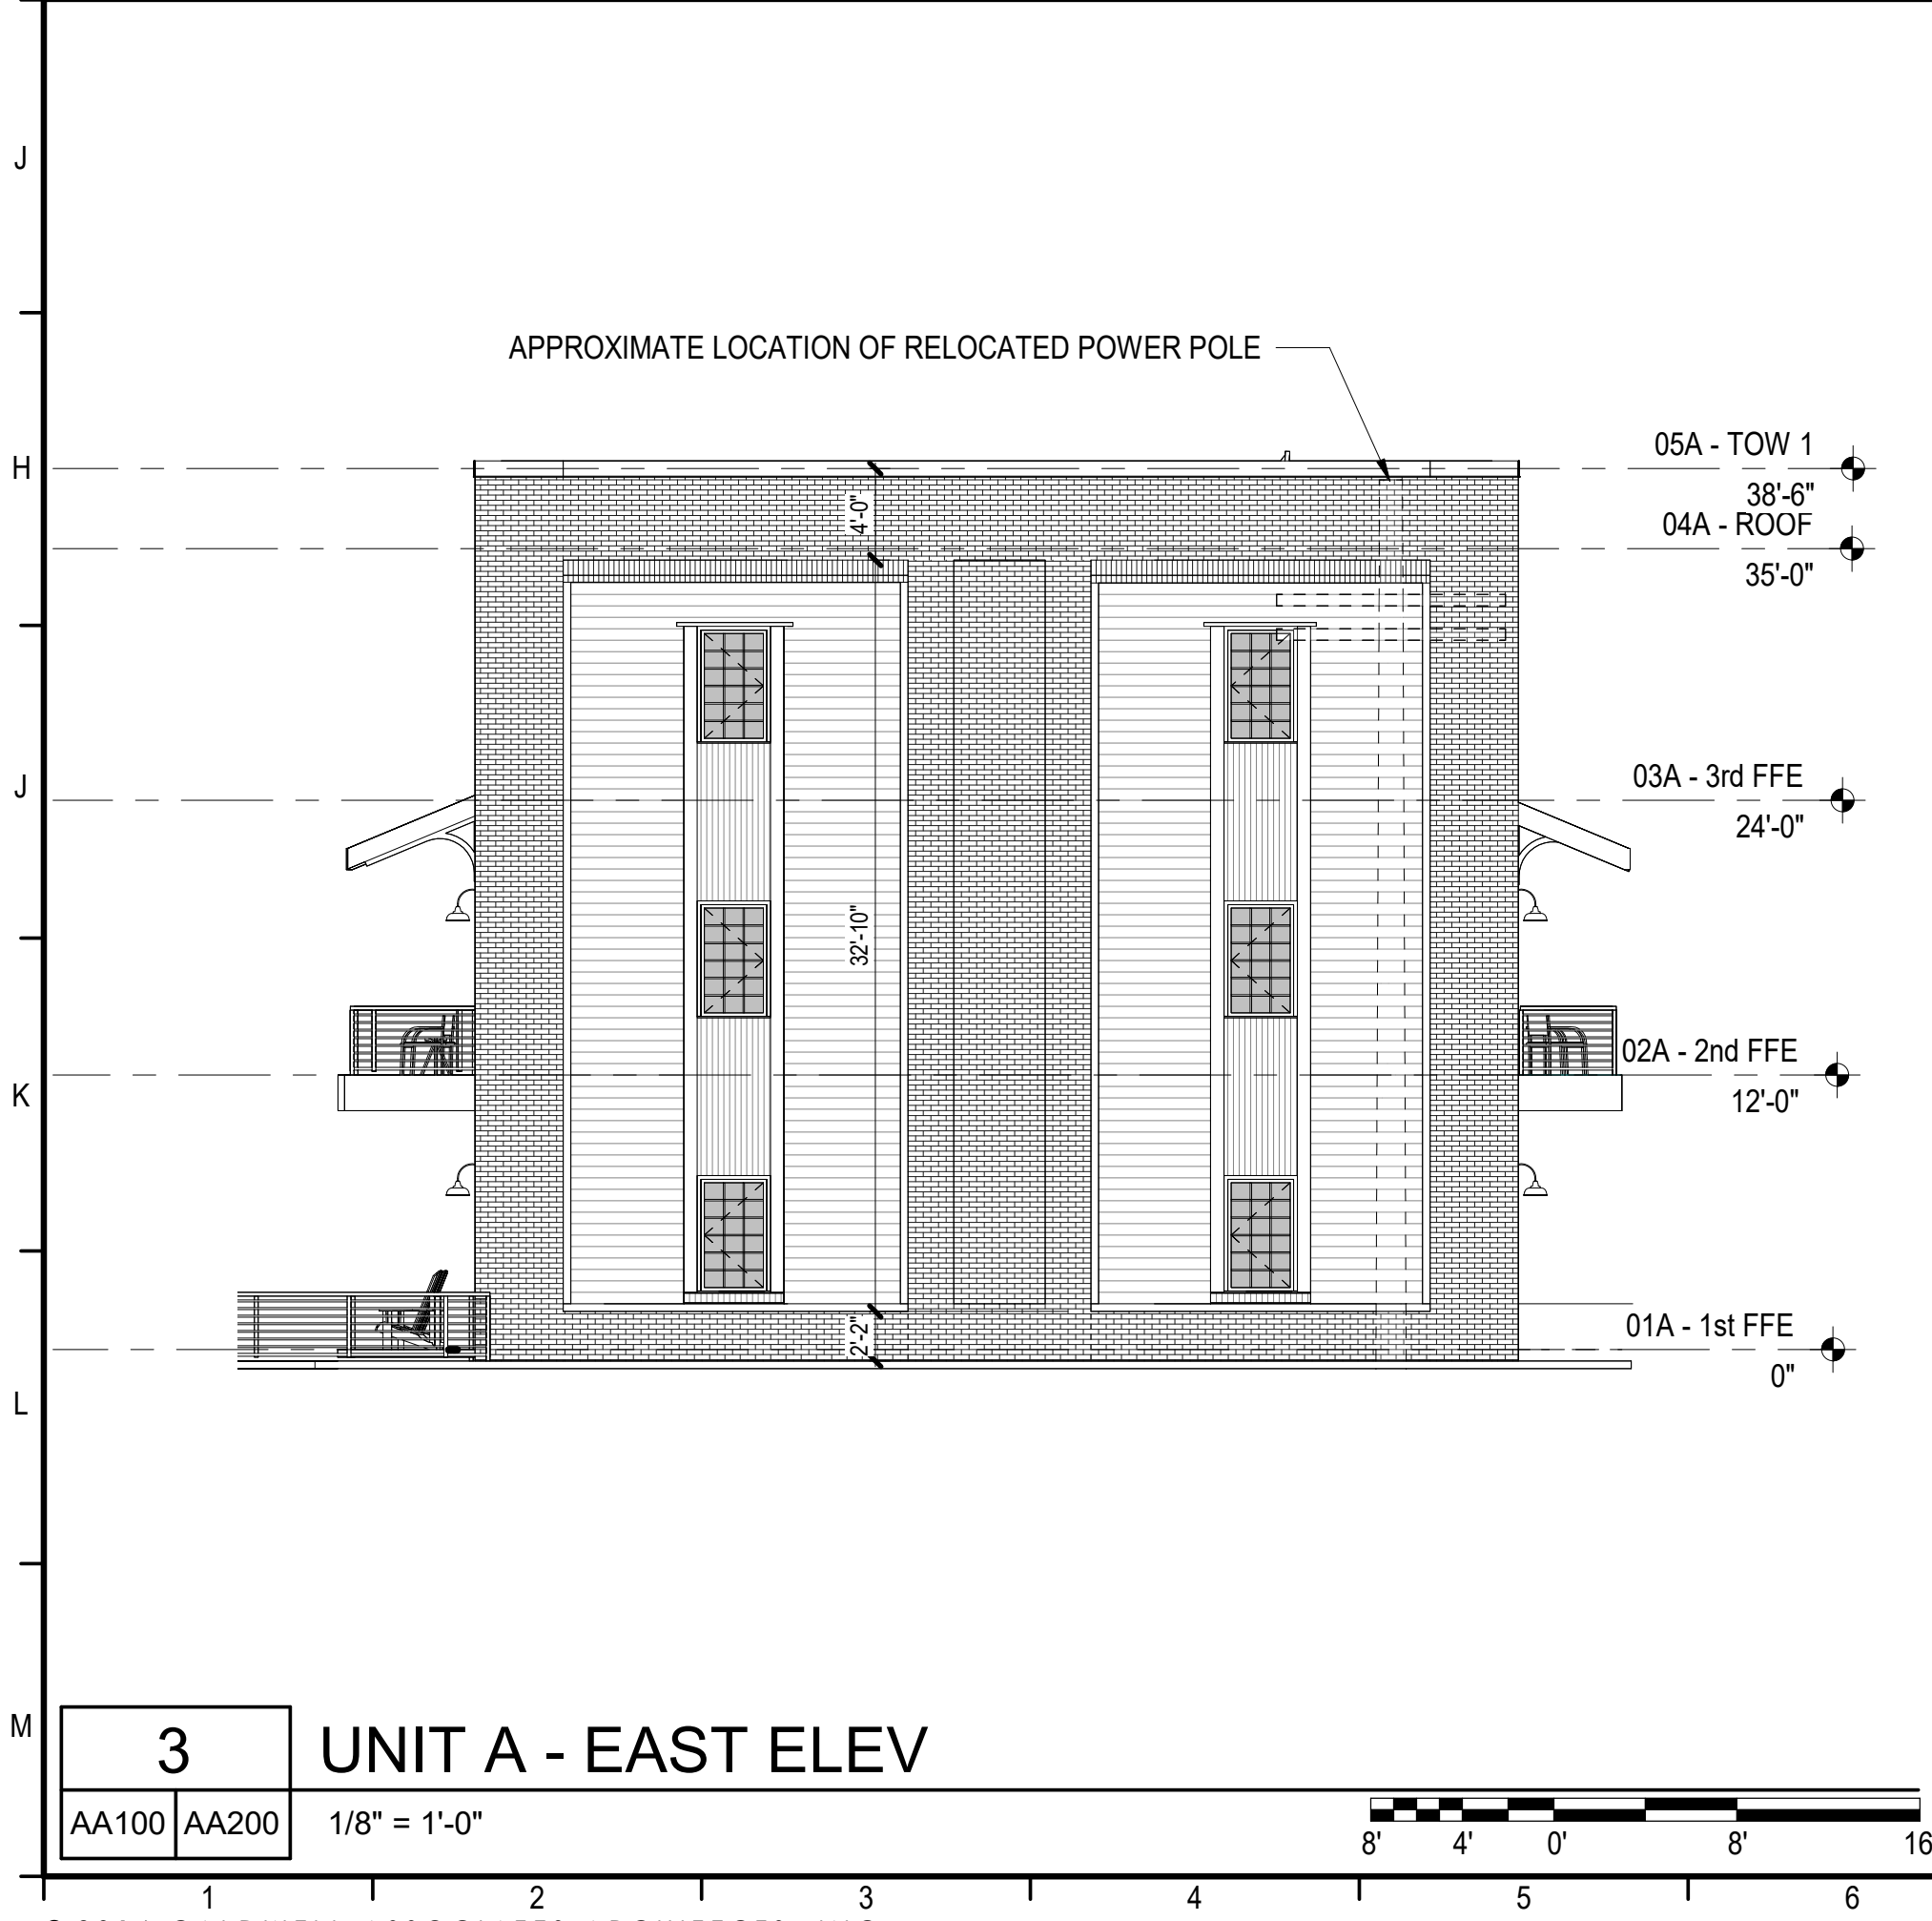 J
APPROXIMATE LOCATION OF RELOCATED POWER POLE
H
05A - TOW 1
38'-6"
4'-0"
04A - ROOF
35'-0"
J
03A - 3rd FFE
24'-0"
32'-10"
02A - 2nd FFE
12'-0"
K
01A - 1st FFE
0"
2'-2"
L
M
3
UNIT A - EAST ELEV
AA100 AA200
1/8" = 1'-0"
8' 4' 0' 8' 16
1 2 3 4 5 6